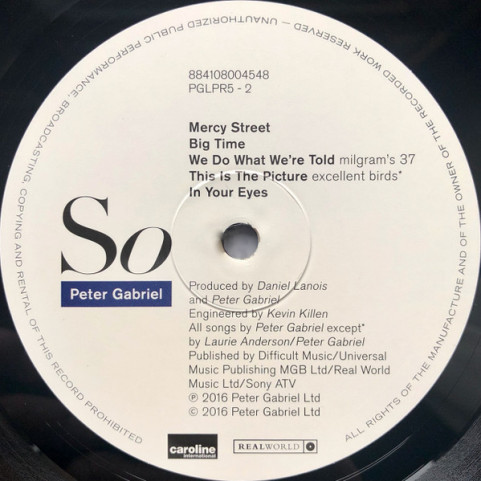 ALL RIGHTS OF THE MANUFACTURE AND OF THE OWNER OF THE RECORDED WORK RESERVED — UNAUTHORIZED PUBLIC PERFORMANCE, BROADCASTING, COPYING AND RENTAL OF THIS RECORD PROHIBITED
884108004548
PGLPR5 - 2
Mercy Street
Big Time
We Do What We're Told milgram's 37
This Is The Picture excellent birds*
In Your Eyes
So
Peter Gabriel
Produced by Daniel Lanois
and Peter Gabriel
Engineered by Kevin Killen
All songs by Peter Gabriel except*
by Laurie Anderson/Peter Gabriel
Published by Difficult Music/Universal
Music Publishing MGB Ltd/Real World
Music Ltd/Sony ATV
℗ 2016 Peter Gabriel Ltd
© 2016 Peter Gabriel Ltd
caroline
international
REALWORLD